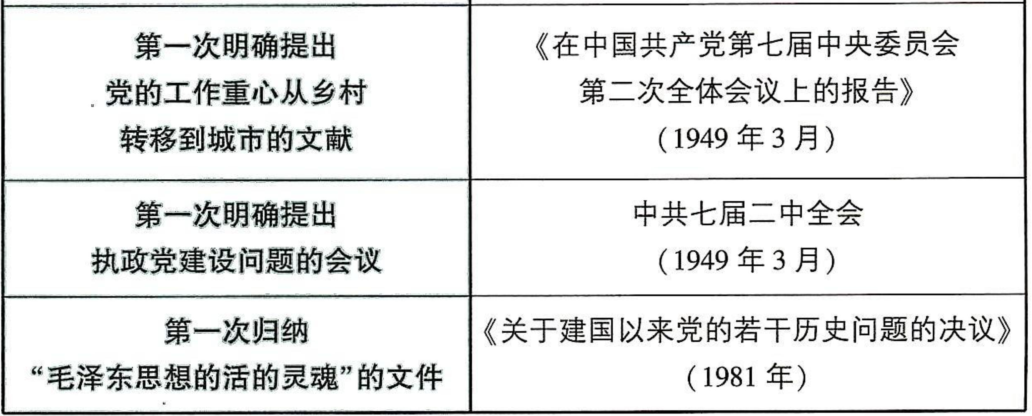 第一次明确提出
党的工作重心从乡村
转移到城市的文献
《在中国共产党第七届中央委员会
第二次全体会议上的报告》
(1949 年 3 月)
第一次明确提出
执政党建设问题的会议
中共七届二中全会
(1949 年 3 月)
第一次归纳
“毛泽东思想的活的灵魂”的文件
《关于建国以来党的若干历史问题的决议》
(1981 年)